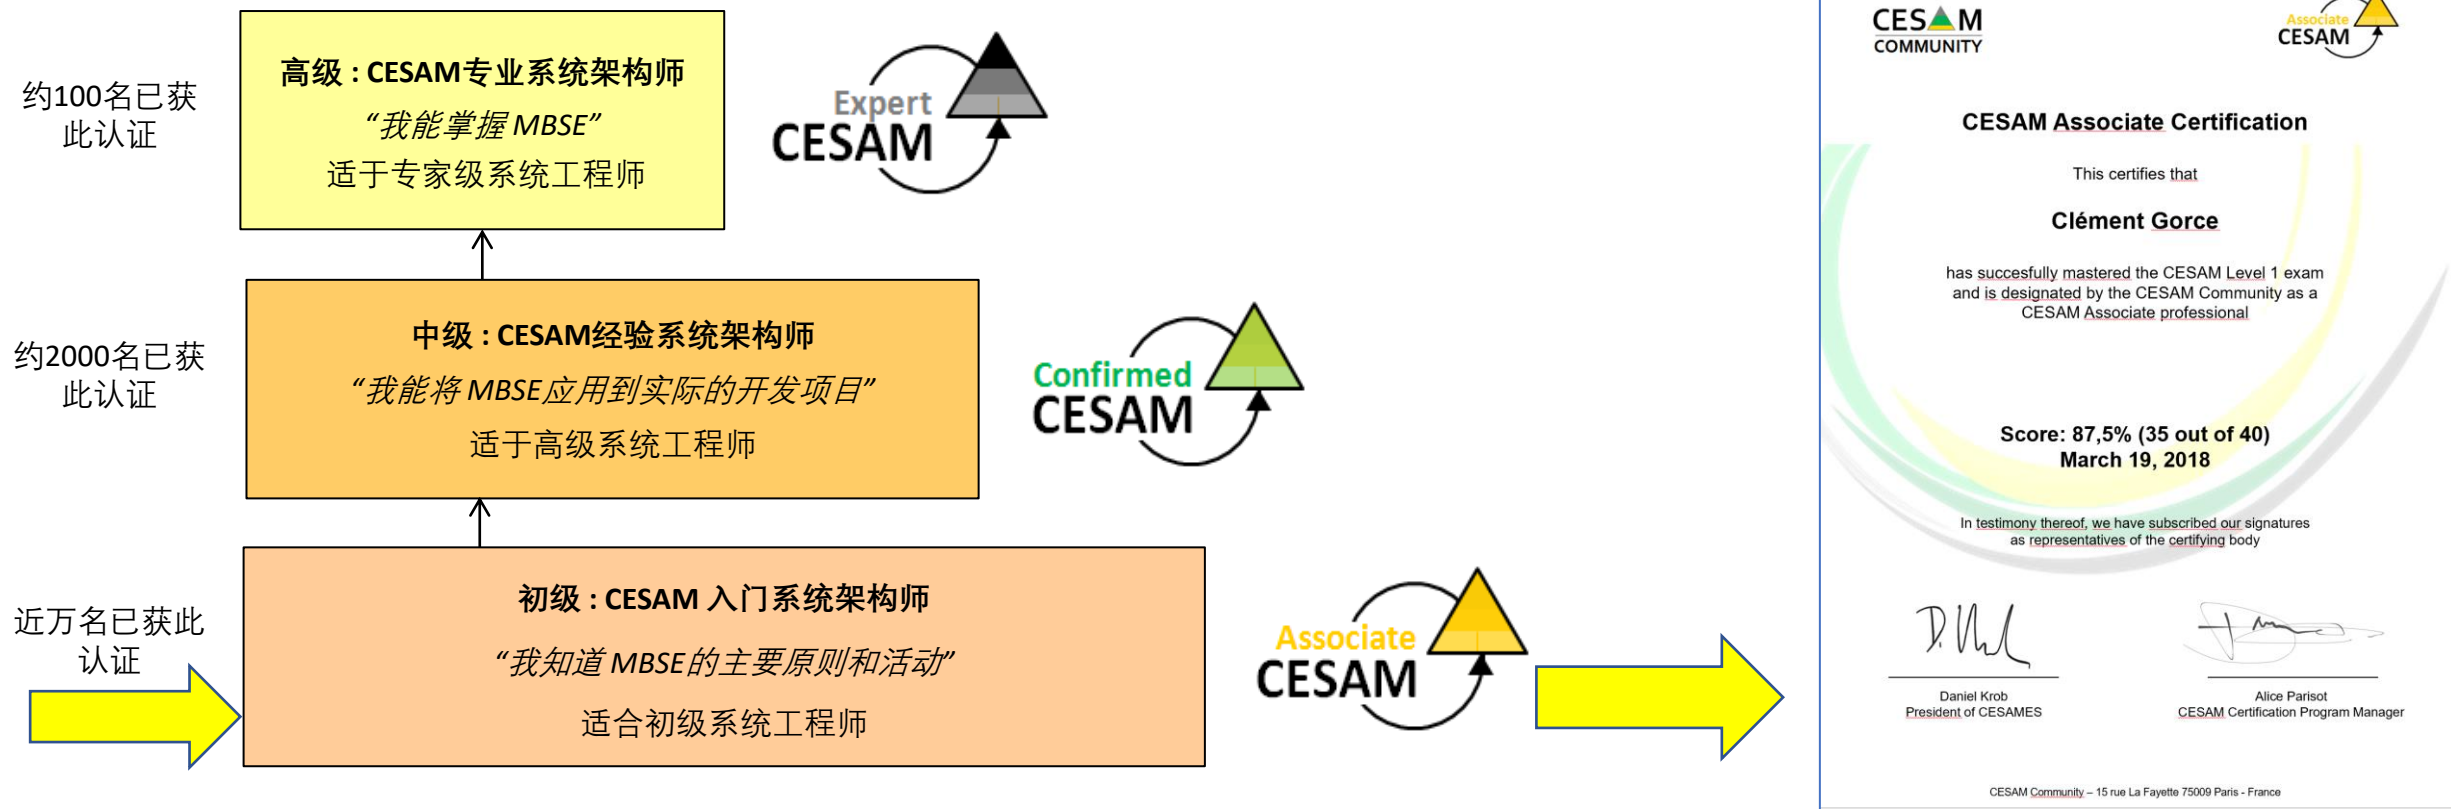 约100名已获
此认证
高级 : CESAM专业系统架构师
“我能掌握 MBSE”
适于专家级系统工程师
Expert
CESAM
约2000名已获
此认证
中级 : CESAM经验系统架构师
“我能将 MBSE应用到实际的开发项目”
适于高级系统工程师
Confirmed
CESAM
近万名已获此
认证
初级 : CESAM 入门系统架构师
“我知道 MBSE的主要原则和活动”
适合初级系统工程师
Associate
CESAM
CESAM
COMMUNITY
Associate
CESAM
CESAM Associate Certification
This certifies that
Clément Gorce
has succesfully mastered the CESAM Level 1 exam
and is designated by the CESAM Community as a
CESAM Associate professional
Score: 87,5% (35 out of 40)
March 19, 2018
In testimony thereof, we have subscribed our signatures
as representatives of the certifying body
Daniel Krob
President of CESAMES
Alice Parisot
CESAM Certification Program Manager
CESAM Community – 15 rue La Fayette 75009 Paris - France